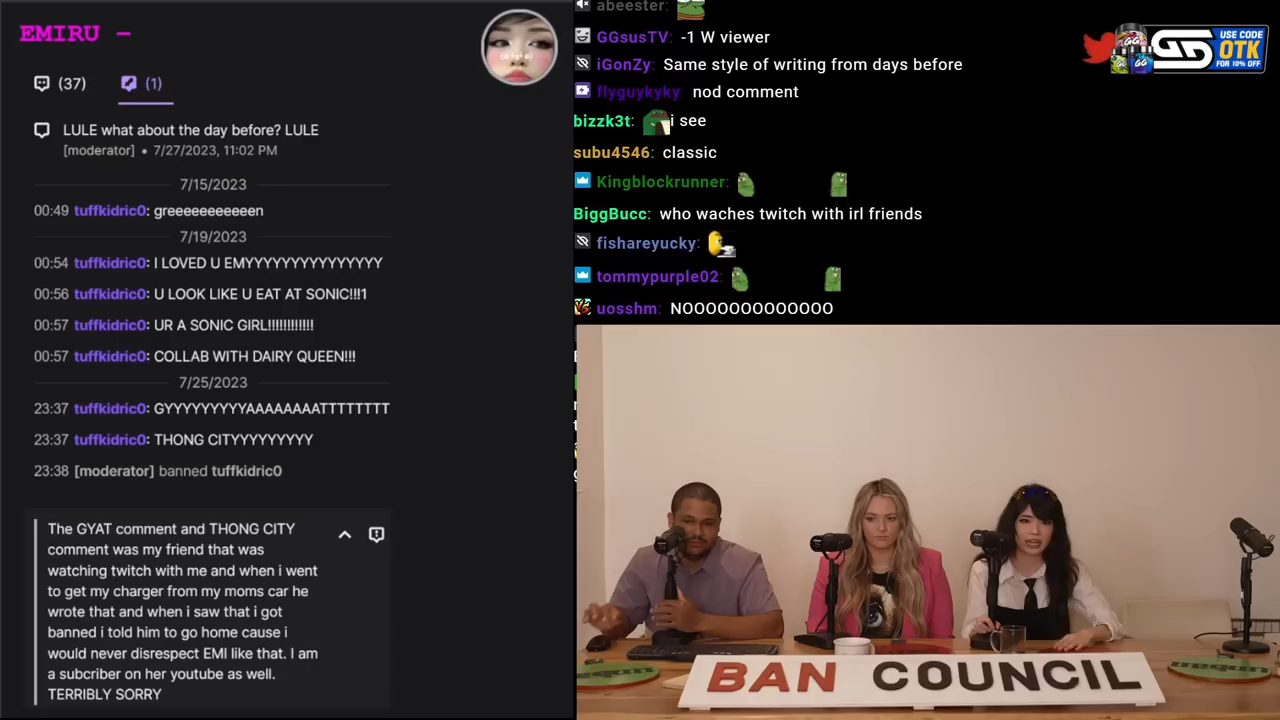 EMIRU –
(37)
(1)
LULE what about the day before? LULE
[moderator] • 7/27/2023, 11:02 PM
7/15/2023
00:49 tuffkidric0: greeeeeeeeeeen
7/19/2023
00:54 tuffkidric0: I LOVED U EMYYYYYYYYYYYYYYY
00:56 tuffkidric0: U LOOK LIKE U EAT AT SONIC!!!1
00:57 tuffkidric0: UR A SONIC GIRL!!!!!!!!!!!!
00:57 tuffkidric0: COLLAB WITH DAIRY QUEEN!!!
7/25/2023
23:37 tuffkidric0: GYYYYYYYYYAAAAAAAATTTTTTTT
23:37 tuffkidric0: THONG CITYYYYYYYYY
23:38 [moderator] banned tuffkidric0
The GYAT comment and THONG CITY
comment was my friend that was
watching twitch with me and when i went
to get my charger from my moms car he
wrote that and when i saw that i got
banned i told him to go home cause i
would never disrespect EMI like that. I am
a subcriber on her youtube as well.
TERRIBLY SORRY
abeester:
GGsusTV: -1 W viewer
iGonZy: Same style of writing from days before
flyguykyky: nod comment
bizzk3t: i see
subu4546: classic
Kingblockrunner:
BiggBucc: who waches twitch with irl friends
fishareyucky:
tommypurple02:
uosshm: NOOOOOOOOOOOOO
GG
USE CODE
OTK
FOR 10% OFF
BAN COUNCIL